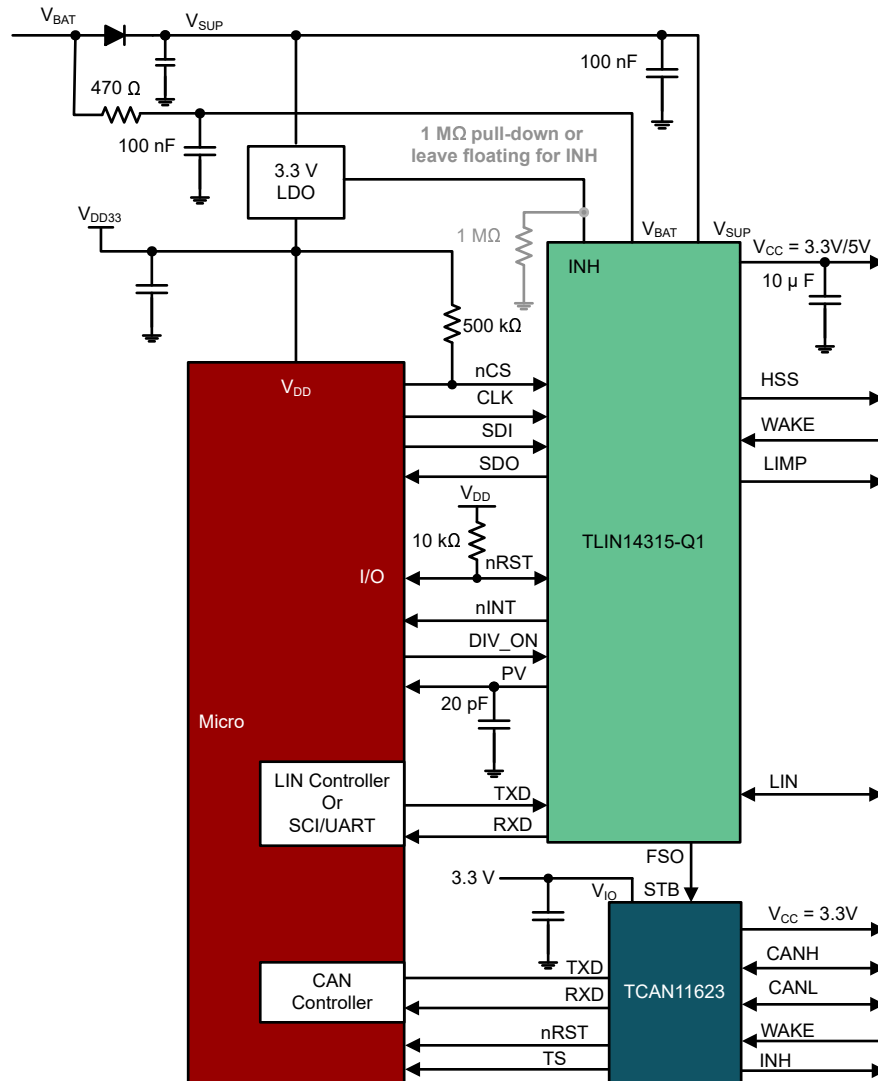 VBAT
VSUP
470 Ω
100 nF
100 nF
1 MΩ pull-down or
leave floating for INH
3.3 V
LDO
VDD33
1 MΩ
VBAT
VSUP
VCC = 3.3V/5V
INH
10 µ F
500 kΩ
VDD
nCS
CLK
SDI
SDO
HSS
WAKE
LIMP
VDD
10 kΩ
nRST
I/O
TLIN14315-Q1
nINT
DIV_ON
PV
20 pF
Micro
LIN Controller
Or
SCI/UART
TXD
RXD
LIN
FSO
3.3 V
VIO
STB
VCC = 3.3V
CAN
Controller
TXD
RXD
TCAN11623
CANH
CANL
nRST
WAKE
TS
INH